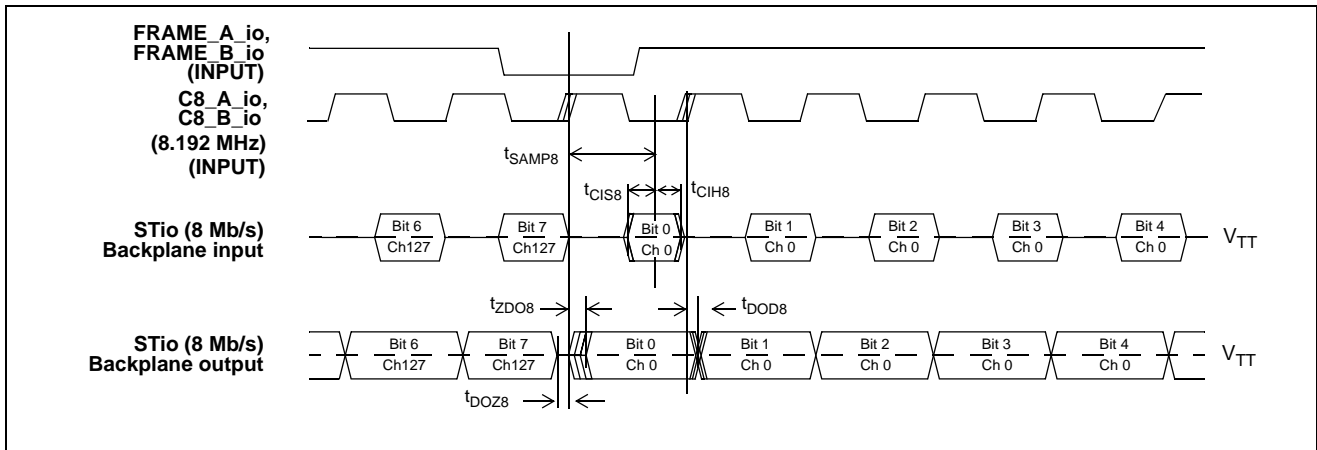 FRAME_A_io,
FRAME_B_io
(INPUT)
C8_A_io,
C8_B_io
(8.192 MHz)
(INPUT)
tSAMP8
tCIS8
tCIH8
STio (8 Mb/s)
Backplane input
Bit 6
Ch127
Bit 7
Ch127
Bit 0
Ch 0
Bit 1
Ch 0
Bit 2
Ch 0
Bit 3
Ch 0
Bit 4
Ch 0
VTT
tZDO8
tDOD8
STio (8 Mb/s)
Backplane output
Bit 6
Ch127
Bit 7
Ch127
Bit 0
Ch 0
Bit 1
Ch 0
Bit 2
Ch 0
Bit 3
Ch 0
Bit 4
Ch 0
VTT
tDOZ8